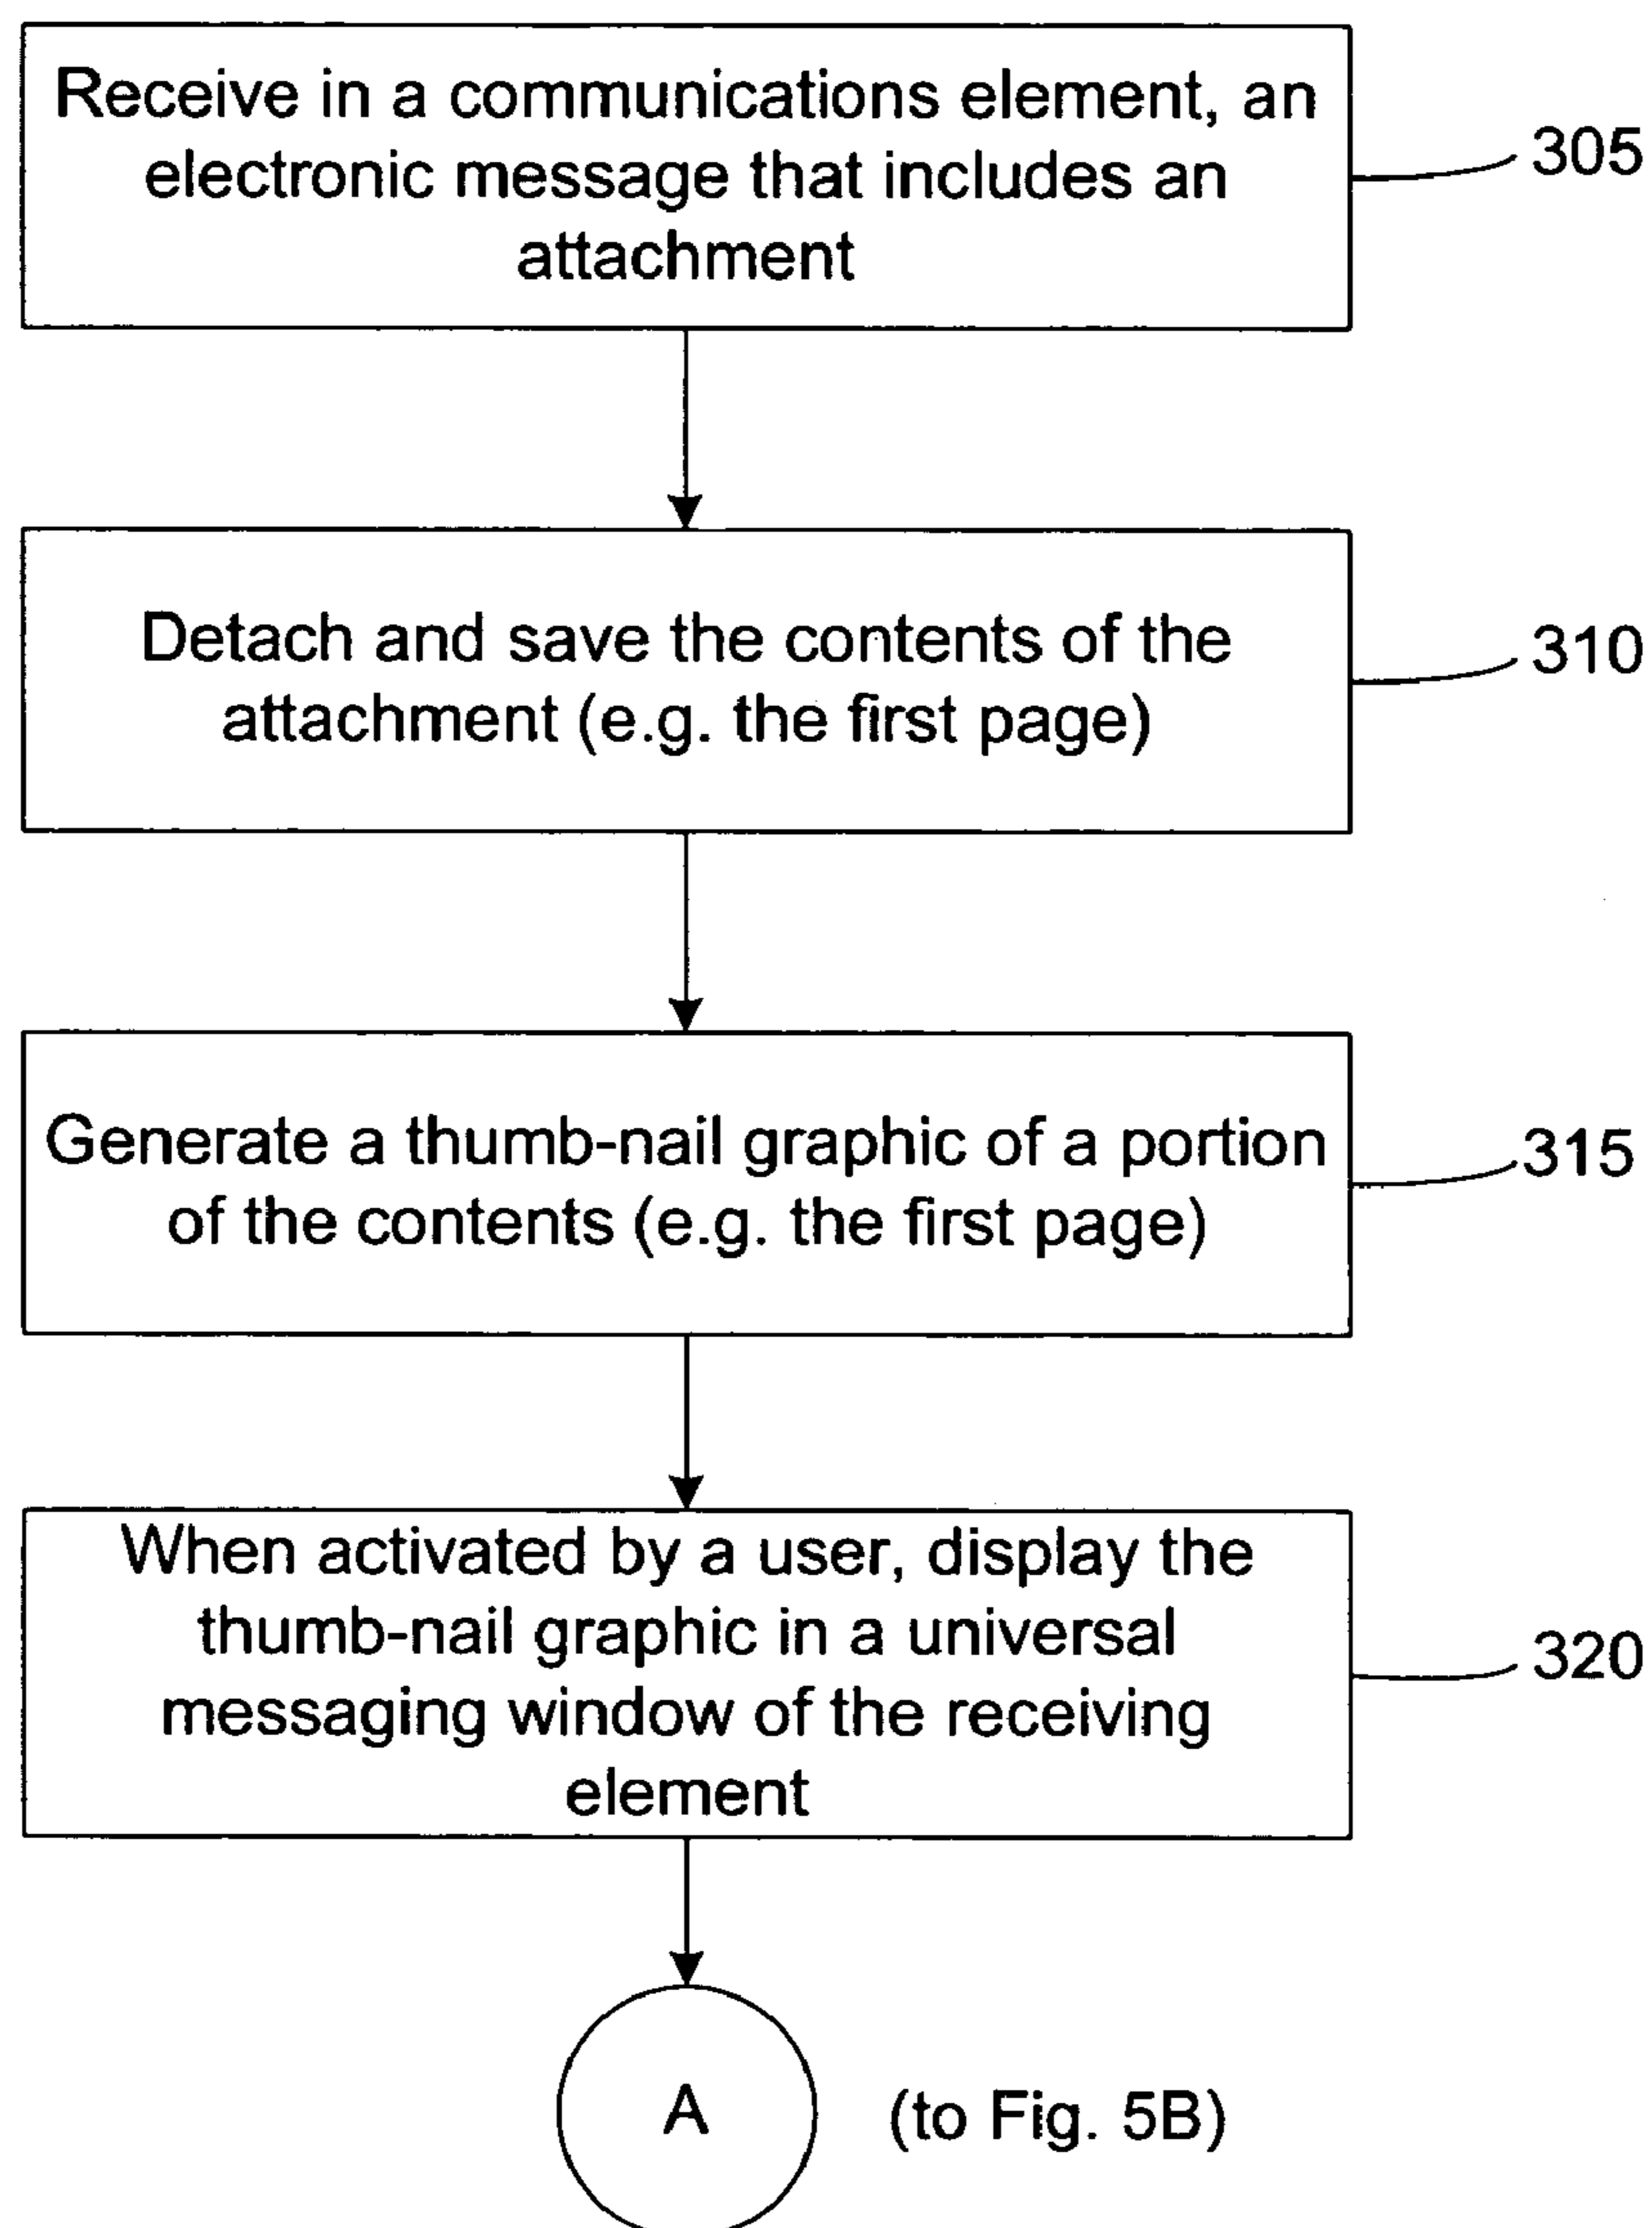 Receive in a communications element, an
electronic message that includes an
attachment
305
Detach and save the contents of the
attachment (e.g. the first page)
310
Generate a thumb-nail graphic of a portion
of the contents (e.g. the first page)
315
When activated by a user, display the
thumb-nail graphic in a universal
messaging window of the receiving
element
320
A
(to Fig. 5B)